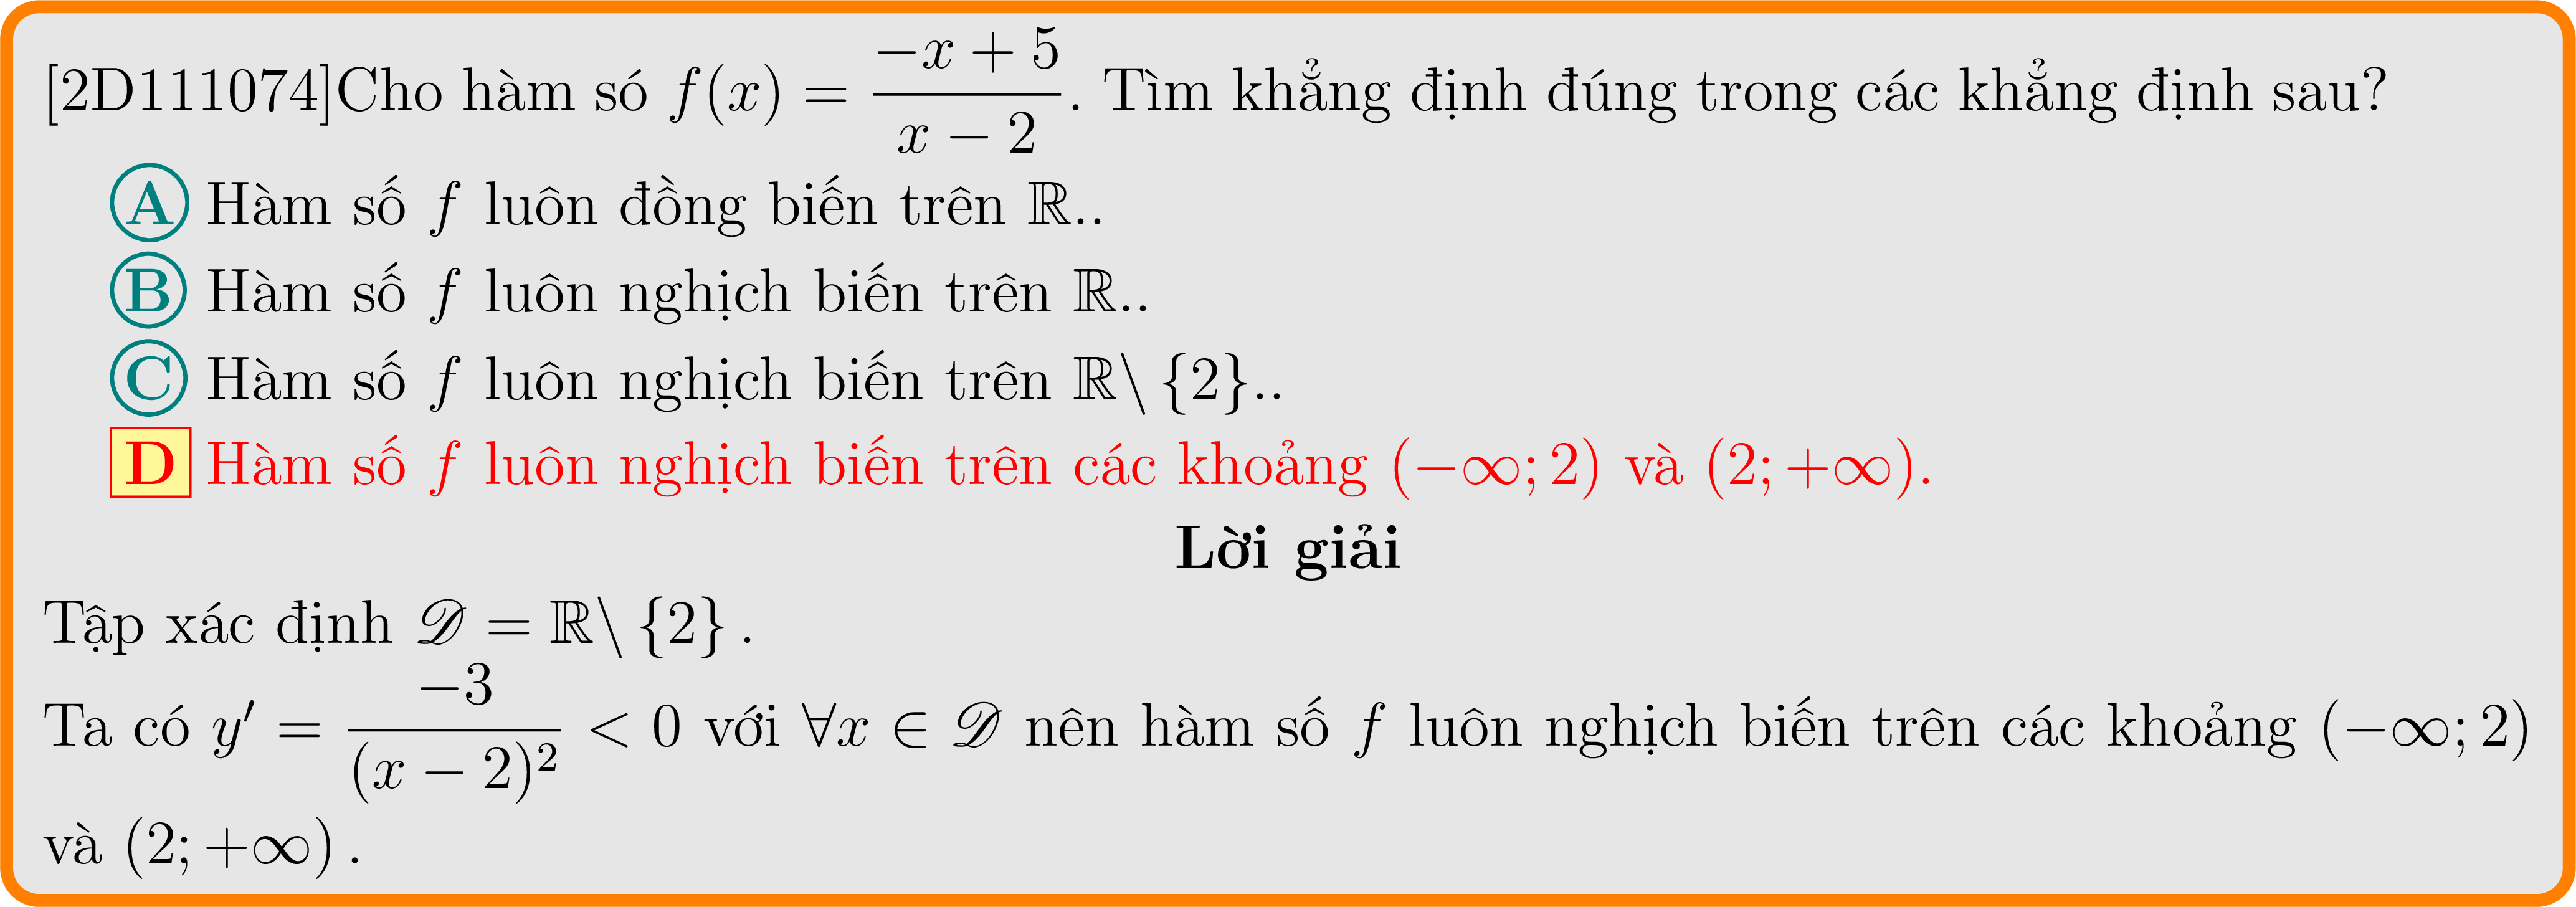 [2D111074]Cho hàm só $f(x) = \dfrac{-x+5}{x-2}$. Tìm khẳng định đúng trong các khẳng định sau?
A Hàm số $f$ luôn đồng biến trên $\mathbb{R}$..
B Hàm số $f$ luôn nghịch biến trên $\mathbb{R}$..
C Hàm số $f$ luôn nghịch biến trên $\mathbb{R}\backslash\{2\}$..
D Hàm số $f$ luôn nghịch biến trên các khoảng $(-\infty; 2)$ và $(2; +\infty)$.
Lời giải
Tập xác định $\mathscr{D} = \mathbb{R}\backslash\{2\}$.
Ta có $y' = \dfrac{-3}{(x-2)^2} < 0$ với $\forall x \in \mathscr{D}$ nên hàm số $f$ luôn nghịch biến trên các khoảng $(-\infty; 2)$
và $(2; +\infty)$.